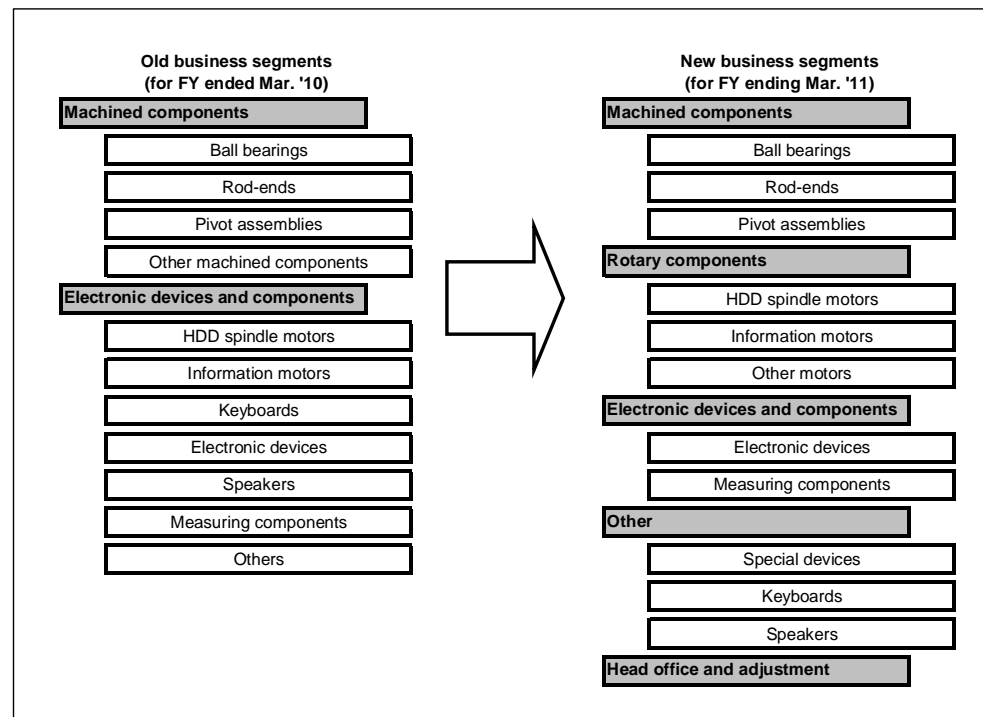 Old business segments
(for FY ended Mar. '10)
Machined components
Ball bearings
Rod-ends
Pivot assemblies
Other machined components
Electronic devices and components
HDD spindle motors
Information motors
Keyboards
Electronic devices
Speakers
Measuring components
Others
New business segments
(for FY ending Mar. '11)
Machined components
Ball bearings
Rod-ends
Pivot assemblies
Rotary components
HDD spindle motors
Information motors
Other motors
Electronic devices and components
Electronic devices
Measuring components
Other
Special devices
Keyboards
Speakers
Head office and adjustment